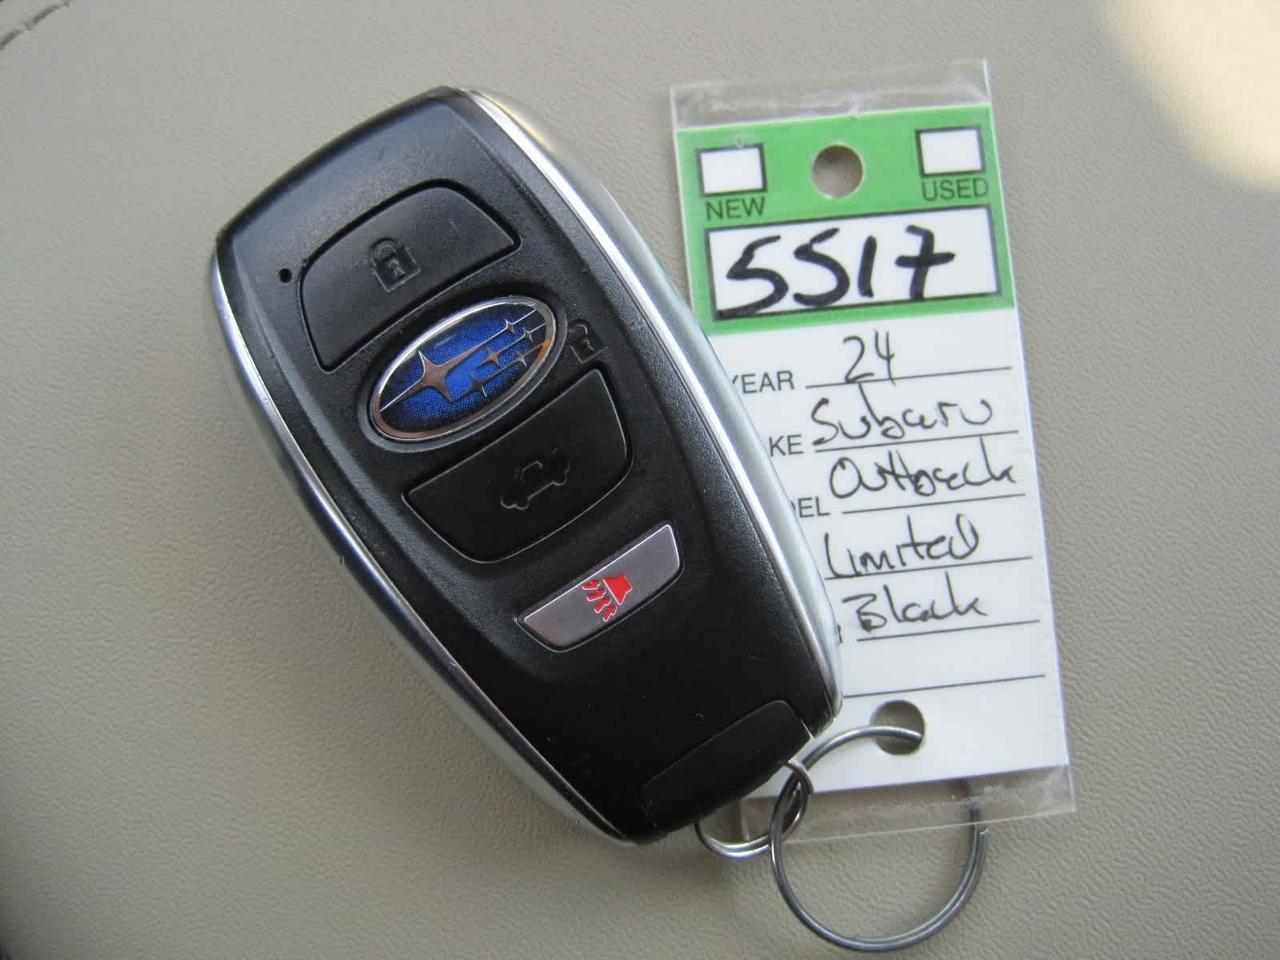 NEW USED
5517
YEAR 24
KE Subaru
DEL Outback
Limited
Black